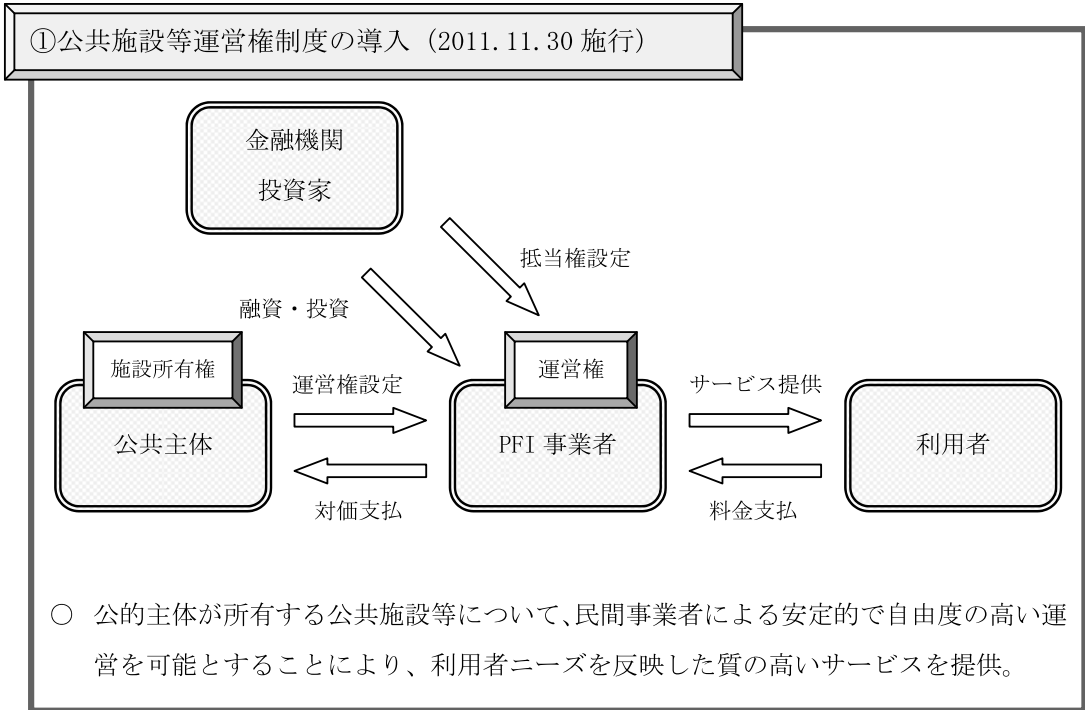 ①公共施設等運営権制度の導入（2011.11.30 施行）
金融機関
投資家
抵当権設定
融資・投資
施設所有権
運営権設定
運営権
サービス提供
公共主体
PFI 事業者
利用者
対価支払
料金支払
○ 公的主体が所有する公共施設等について、民間事業者による安定的で自由度の高い運
営を可能とすることにより、利用者ニーズを反映した質の高いサービスを提供。